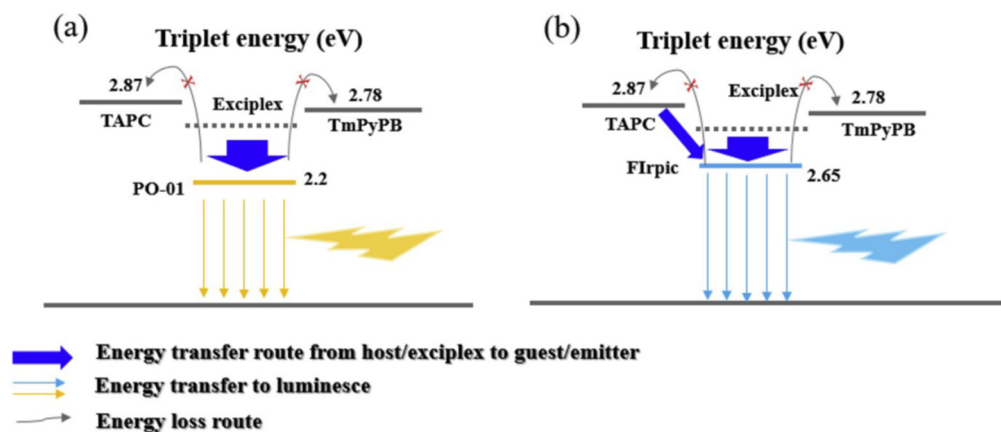 (a)
Triplet energy (eV)
2.87
TAPC
Exciplex
2.78
TmPyPB
PO-01
2.2
(b)
Triplet energy (eV)
2.87
TAPC
Exciplex
2.78
TmPyPB
FIrpic
2.65
Energy transfer route from host/exciplex to guest/emitter
Energy transfer to luminesce
Energy loss route